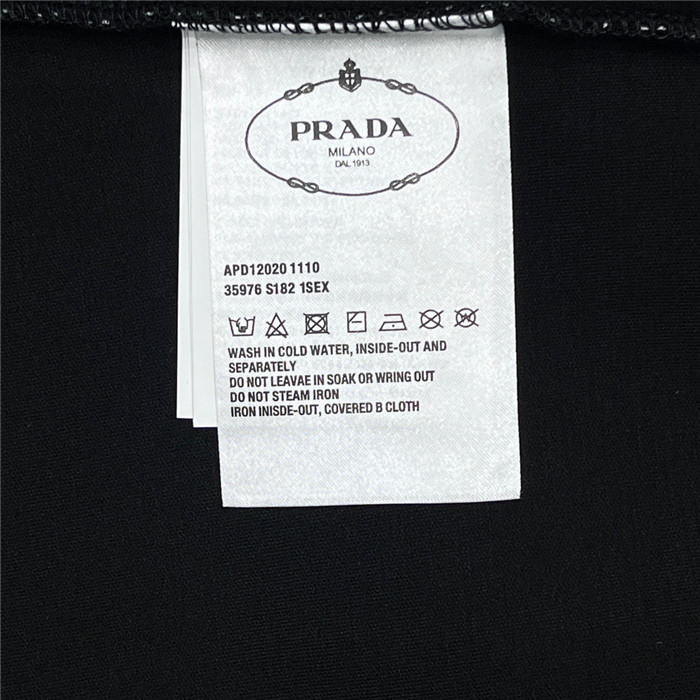 PRADA
MILANO
DAL 1913
APD12020 1110
35976 S182 1SEX
WASH IN COLD WATER, INSIDE-OUT AND
SEPARATELY
DO NOT LEAVAE IN SOAK OR WRING OUT
DO NOT STEAM IRON
IRON INISDE-OUT, COVERED B CLOTH